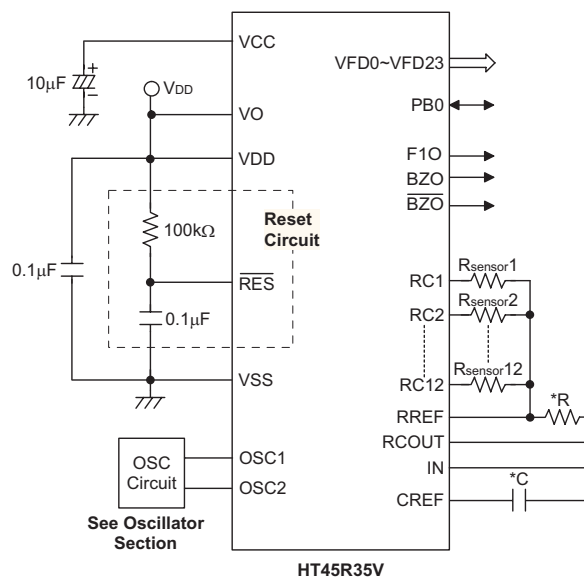 VCC
10µF
+
−
VFD0~VFD23
VDD
VO
PB0
VDD
F1O
BZO
BZO
Reset
Circuit
100kΩ
0.1µF
RES
0.1µF
RC1
Rsensor1
RC2
Rsensor2
RC12
Rsensor12
VSS
RREF
*R
RCOUT
OSC
Circuit
OSC1
OSC2
IN
CREF
*C
See Oscillator
Section
HT45R35V